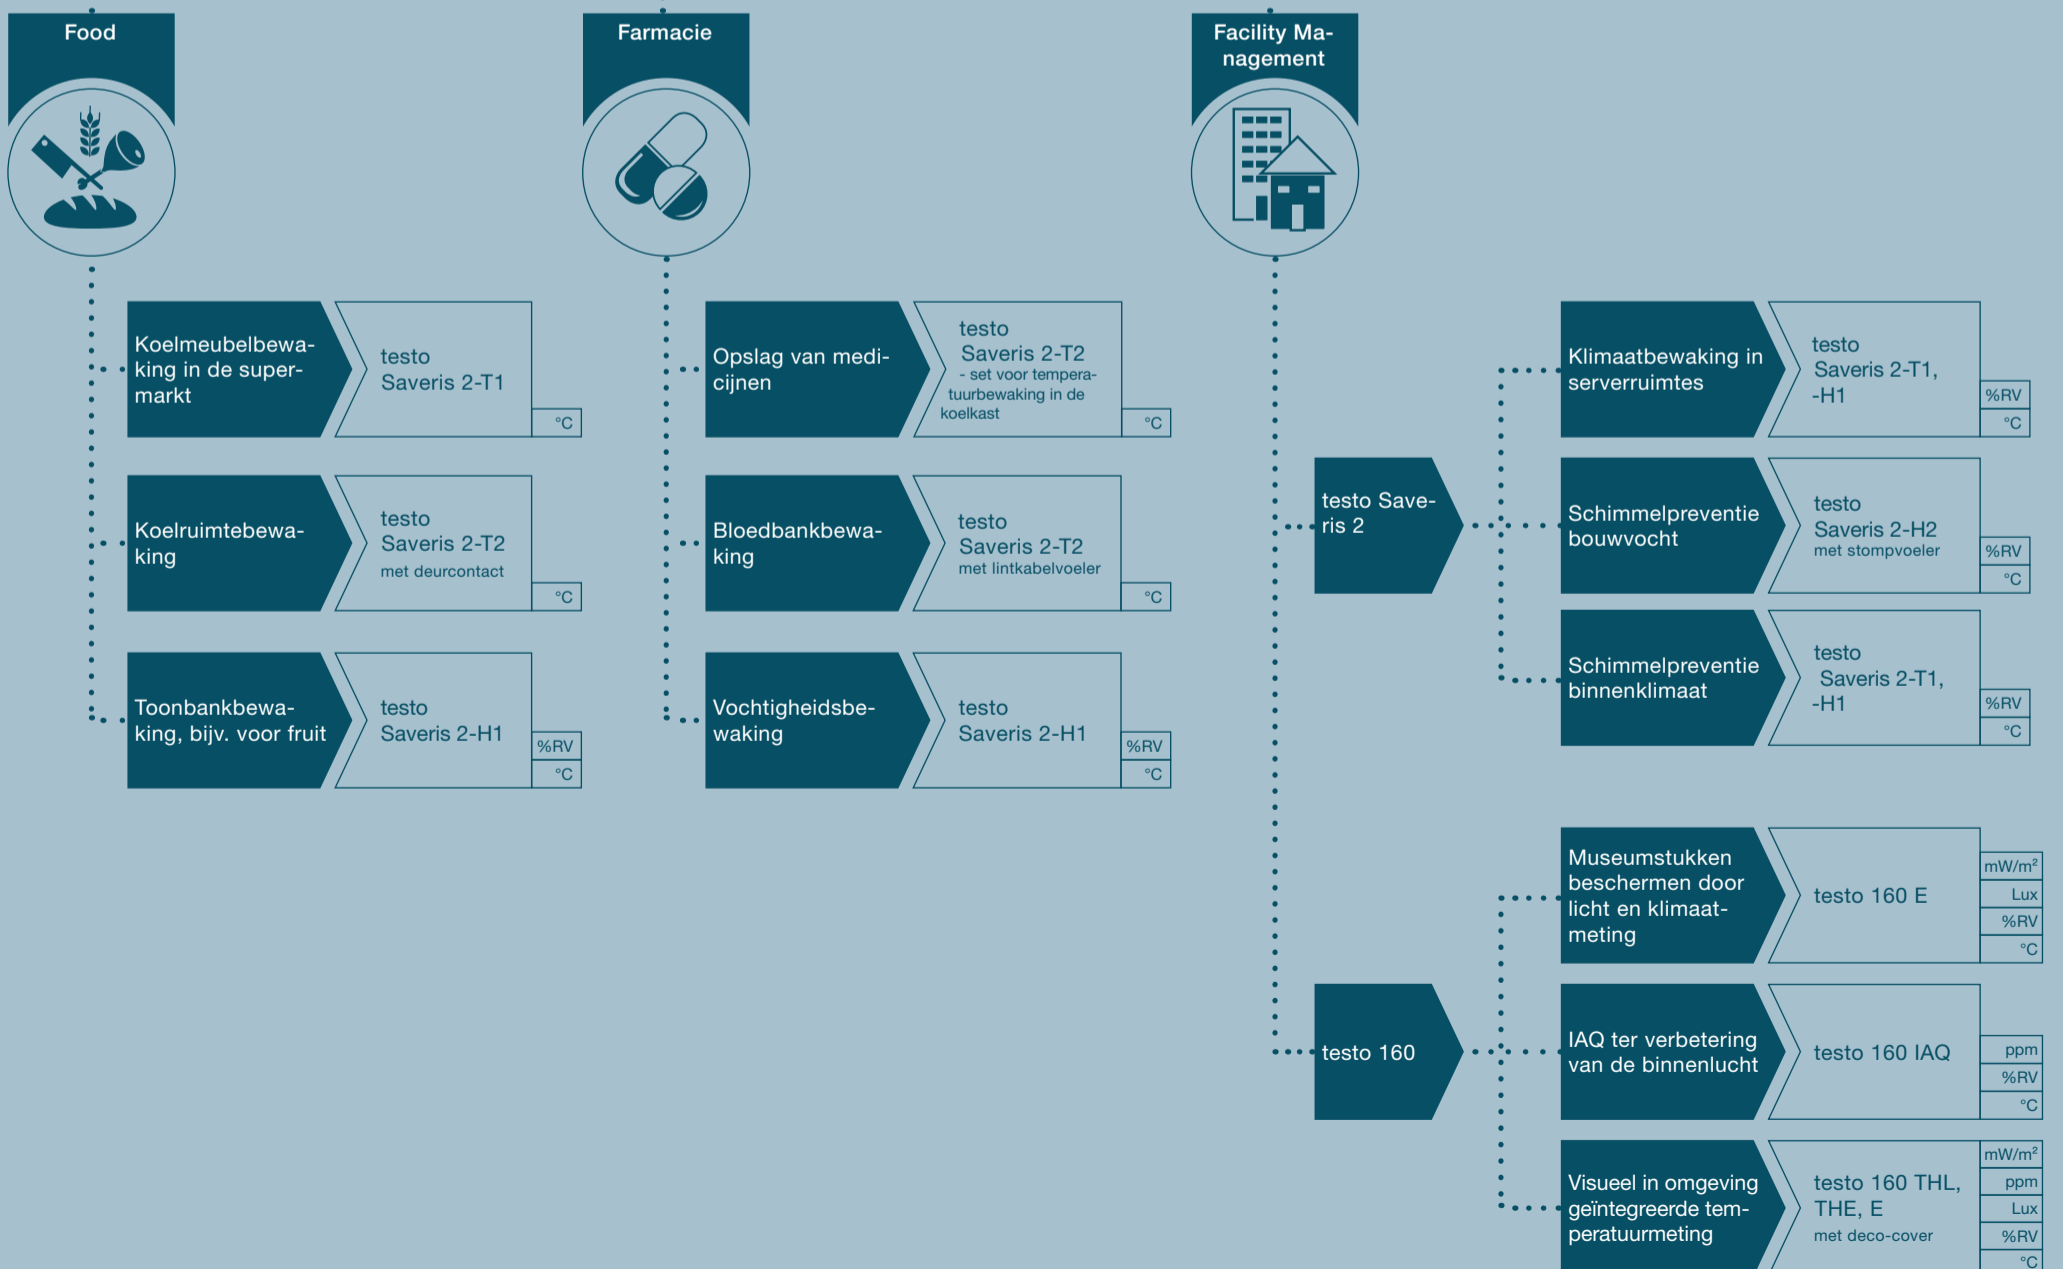 Food
Koelmeubelbewa-
king in de super-
markt
testo
Saveris 2-T1
°C
Koelruimtebewa-
king
testo
Saveris 2-T2
met deurcontact
°C
Toonbankbewa-
king, bijv. voor fruit
testo
Saveris 2-H1
%RV
°C
Farmacie
Opslag van medi-
cijnen
testo
Saveris 2-T2
- set voor tempera-
tuurbewaking in de
koelkast
°C
Bloedbankbewa-
king
testo
Saveris 2-T2
met lintkabelvoeler
°C
Vochtigheidsbe-
waking
testo
Saveris 2-H1
%RV
°C
Facility Ma-
nagement
testo Save-
ris 2
Klimaatbewaking in
serverruimtes
testo
Saveris 2-T1,
-H1
%RV
°C
Schimmelpreventie
bouwvocht
testo
Saveris 2-H2
met stompvoeler
%RV
°C
Schimmelpreventie
binnenklimaat
testo
Saveris 2-T1,
-H1
%RV
°C
testo 160
Museumstukken
beschermen door
licht en klimaat-
meting
testo 160 E
mW/m²
Lux
%RV
°C
IAQ ter verbetering
van de binnenlucht
testo 160 IAQ
ppm
%RV
°C
Visueel in omgeving
geïntegreerde tem-
peratuurmeting
testo 160 THL,
THE, E
met deco-cover
mW/m²
ppm
Lux
%RV
°C